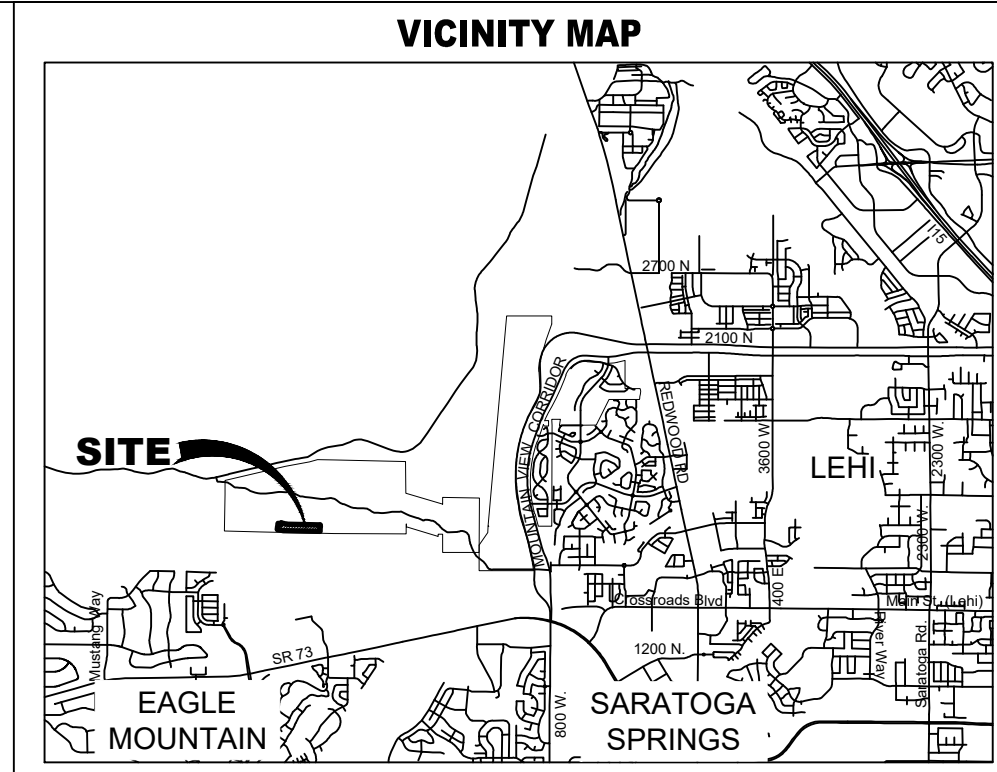 VICINITY MAP
I15
2700 N
2100 N
MOUNTAIN VIEW CORRIDOR
REDWOOD RD
3600 W.
2300 W.
LEHI
SITE
2300 W.
400 E
Crossroads Blvd
Main St. (Lehi)
Mustang Way
River Way
Saratoga Rd.
1200 N.
SR 73
EAGLE
MOUNTAIN
800 W.
SARATOGA
SPRINGS